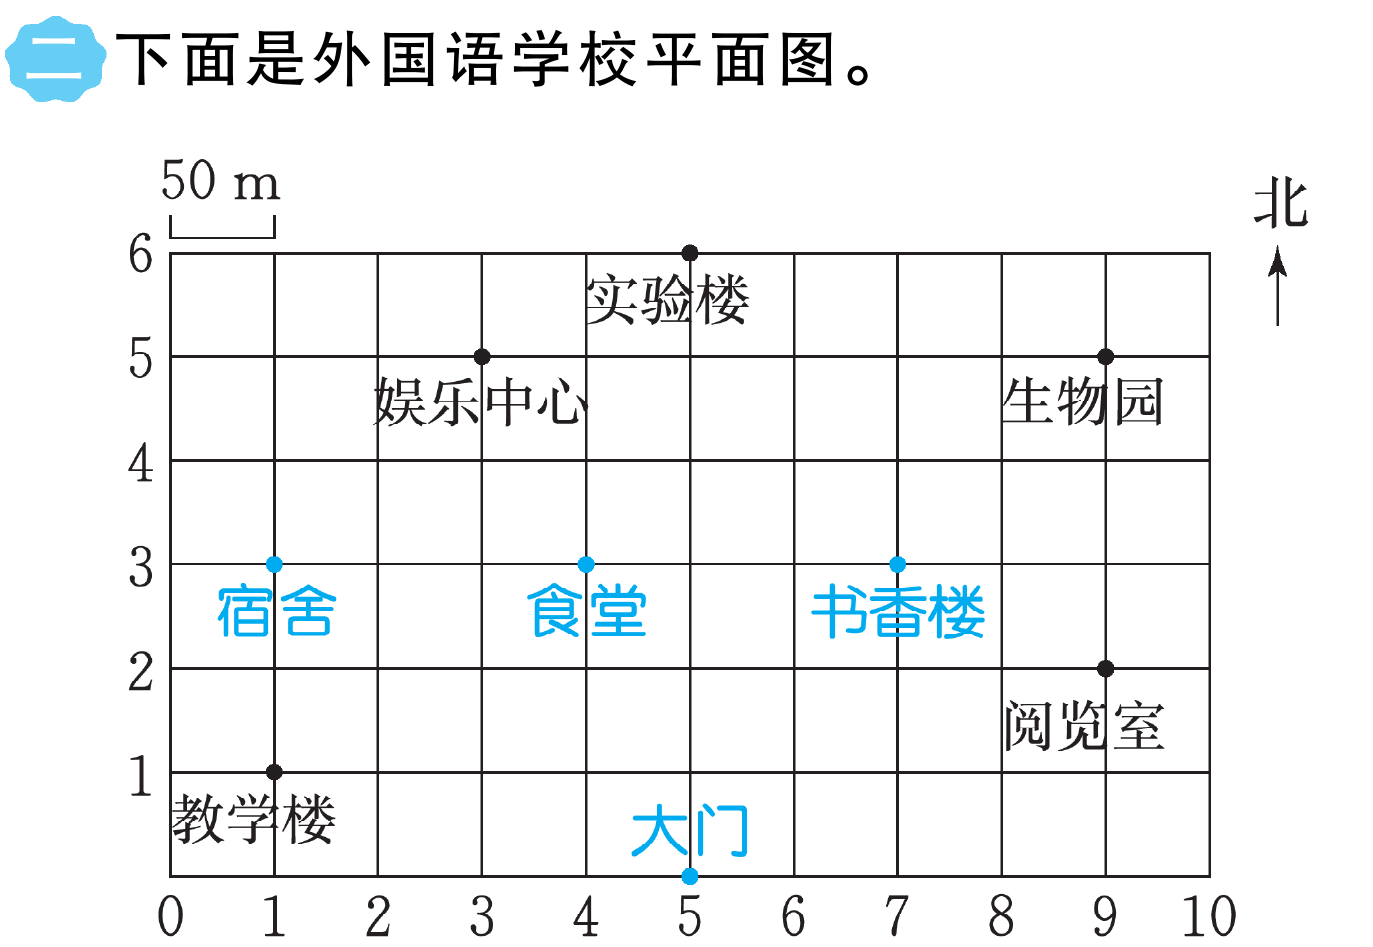 二 下面是外国语学校平面图。
50 m
北
6
实验楼
5
娱乐中心 生物园
4
3
宿舍 食堂 书香楼
2
阅览室
1
教学楼 大门
0 1 2 3 4 5 6 7 8 9 10